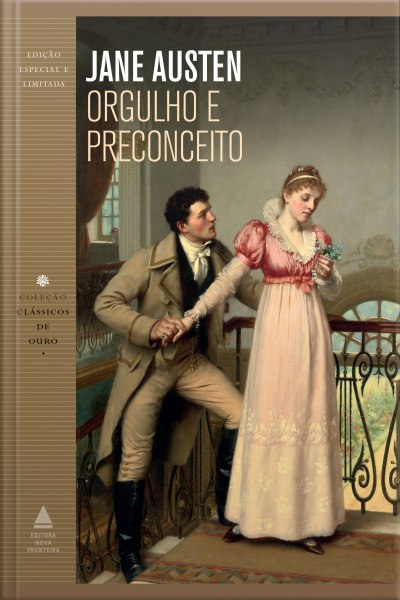 EDIÇÃO
ESPECIAL E
LIMITADA
JANE AUSTEN
ORGULHO E
PRECONCEITO
COLEÇÃO
CLÁSSICOS
DE
OURO
EDITORA
NOVA
FRONTEIRA